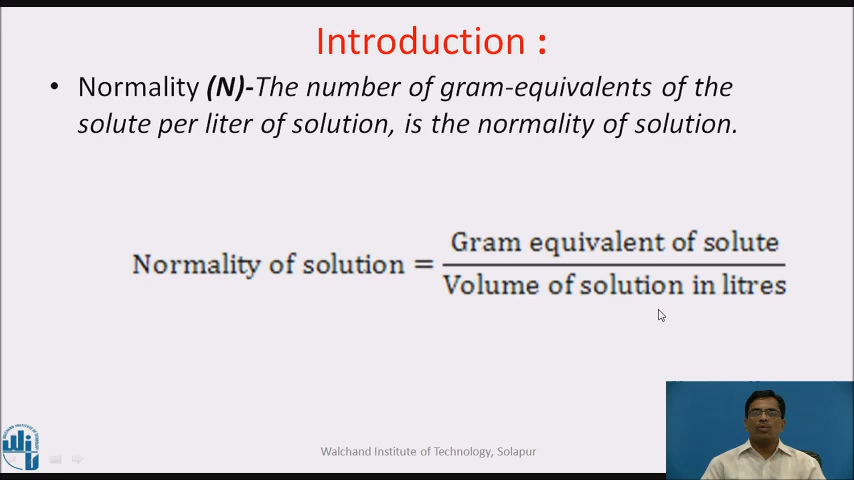 Introduction :
• Normality (N)-The number of gram-equivalents of the
solute per liter of solution, is the normality of solution.
Normality of solution = Gram equivalent of solute
Volume of solution in litres
Walchand Institute of Technology, Solapur